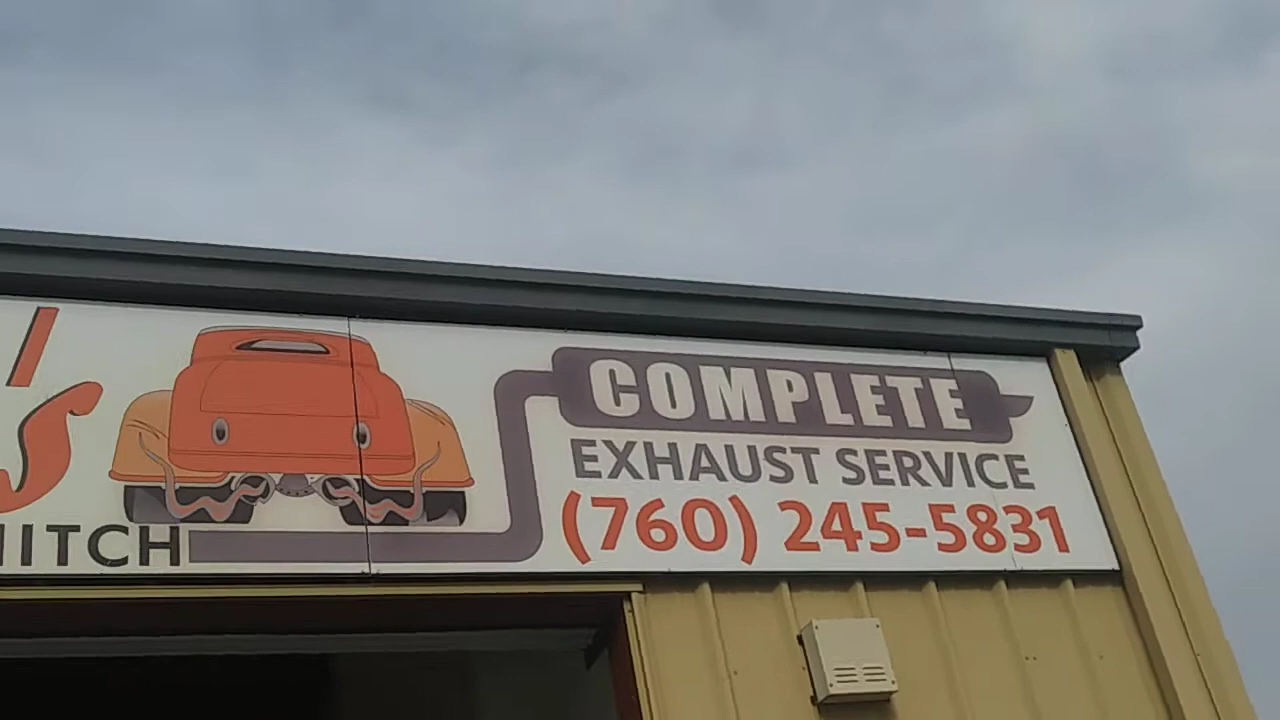 'S
HITCH
COMPLETE
EXHAUST SERVICE
(760) 245-5831